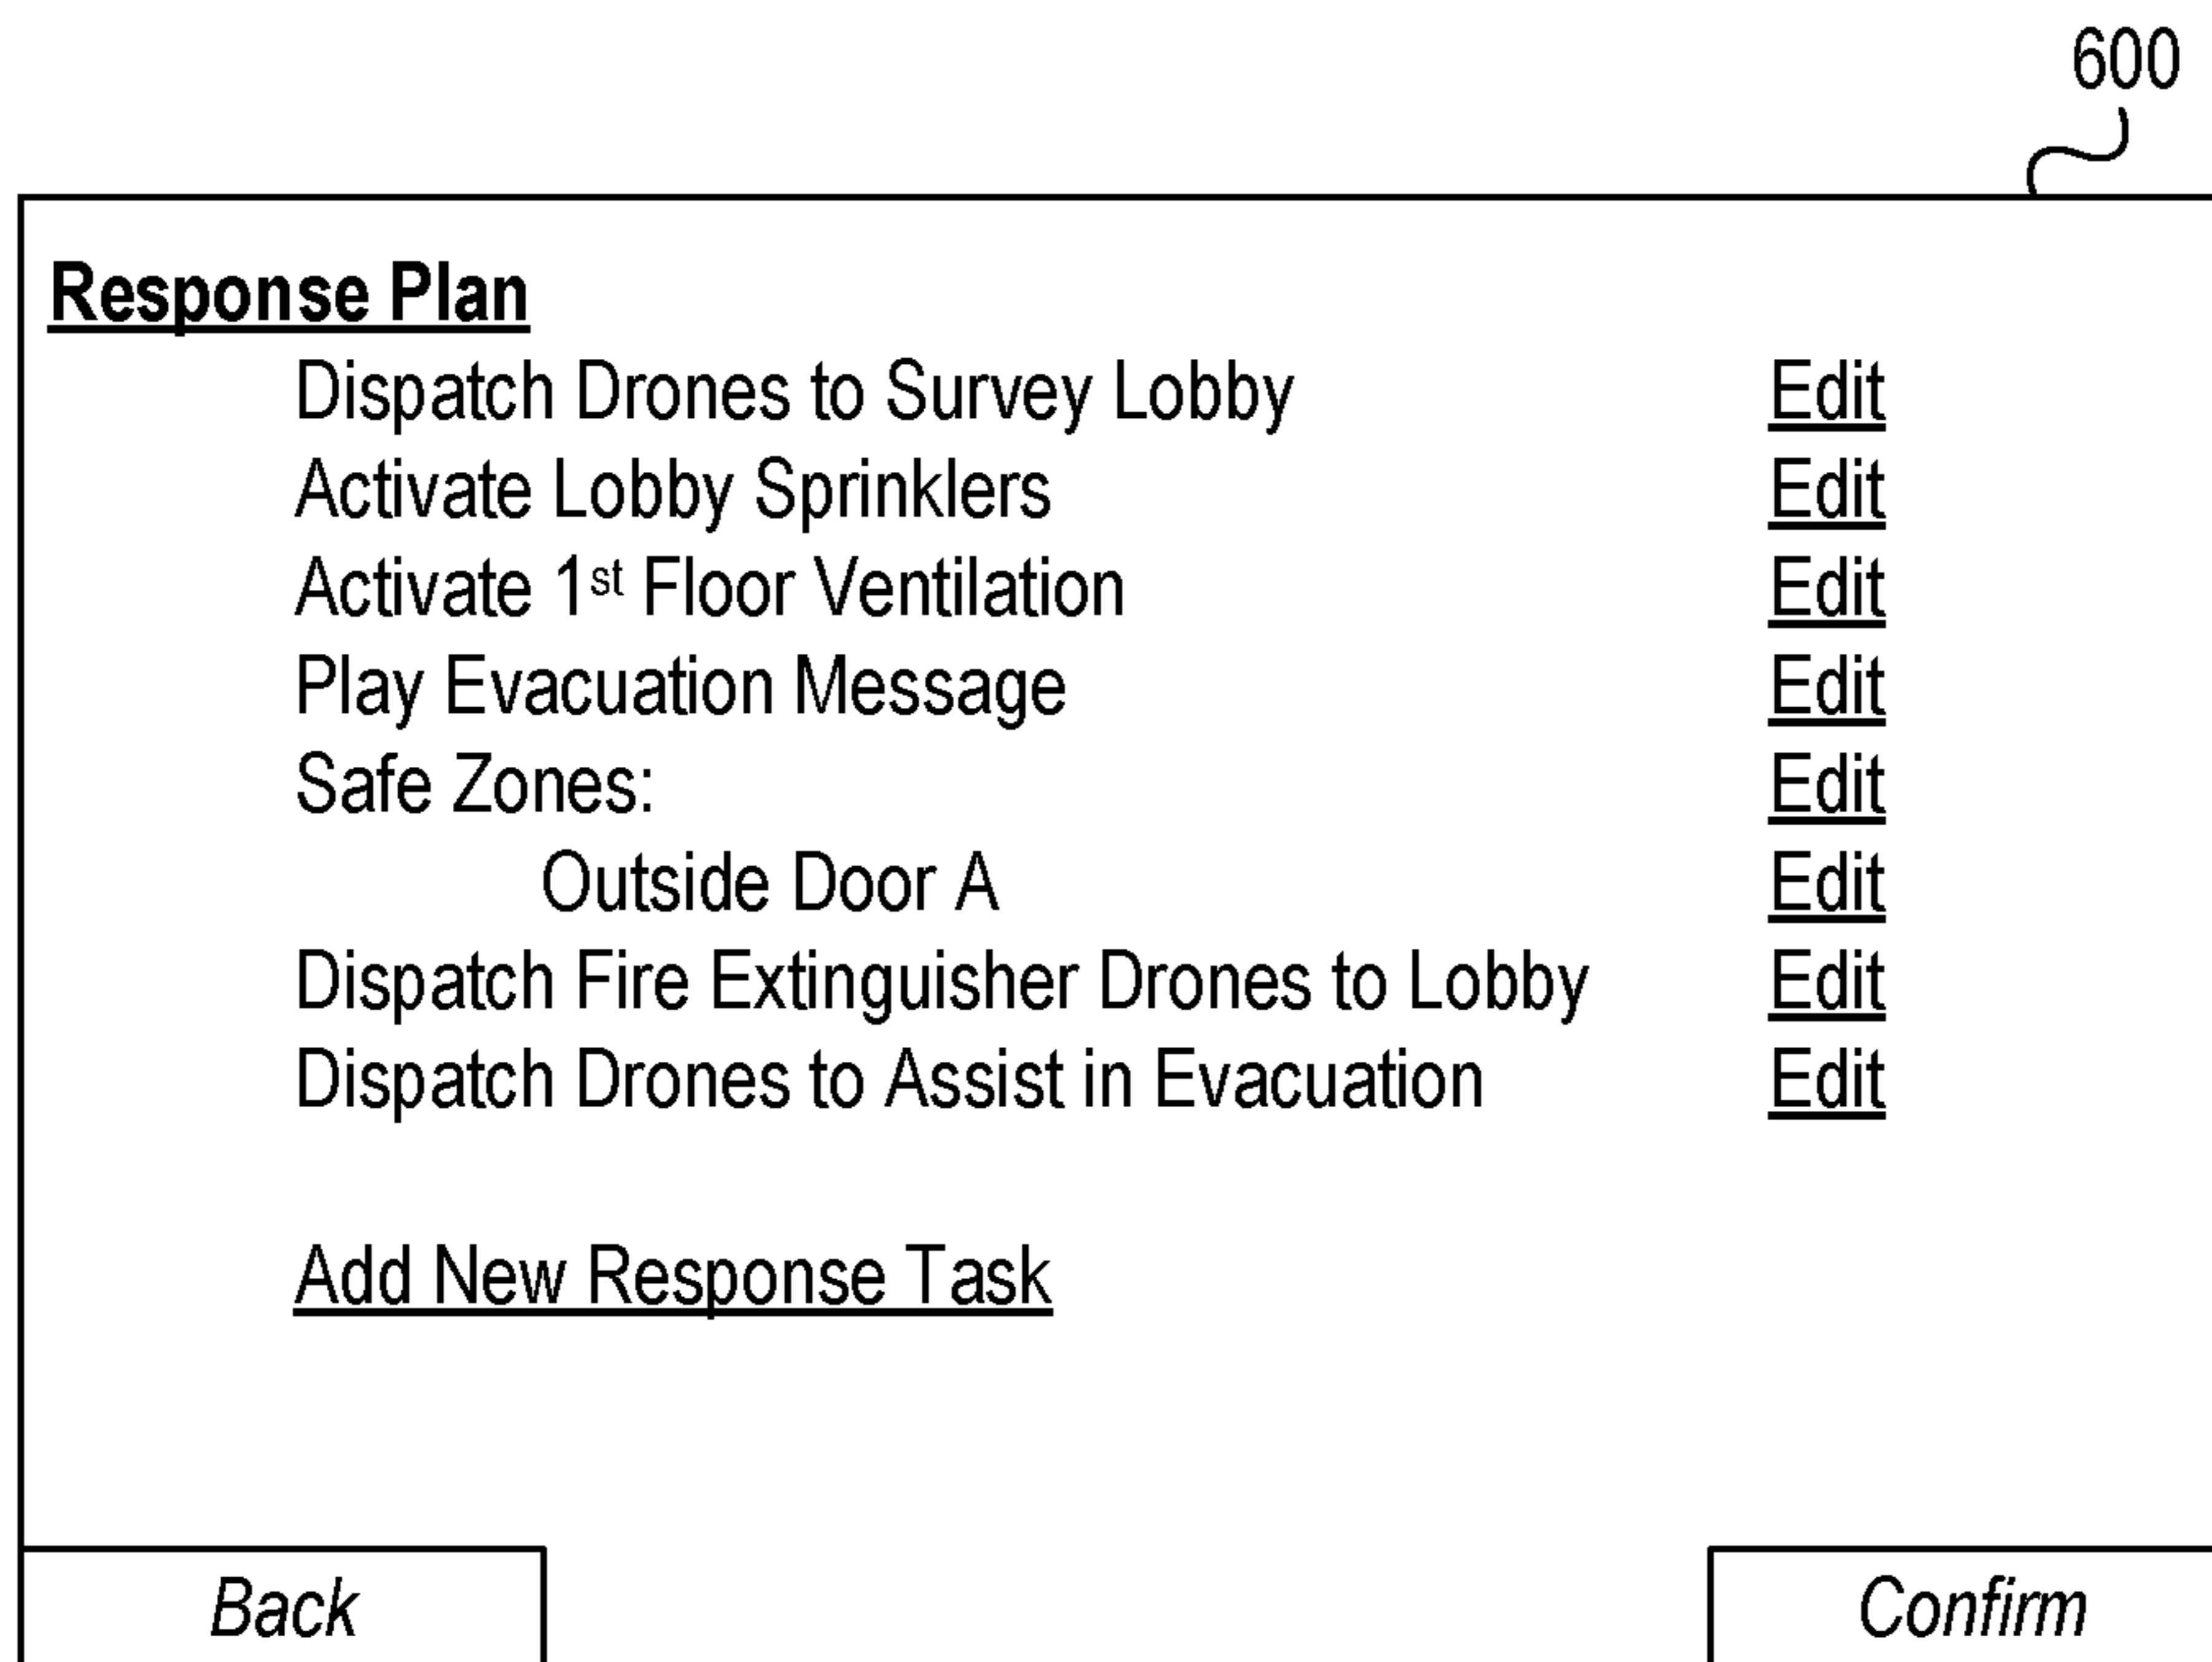 600
Response Plan
Dispatch Drones to Survey Lobby Edit
Activate Lobby Sprinklers Edit
Activate 1st Floor Ventilation Edit
Play Evacuation Message Edit
Safe Zones: Edit
Outside Door A Edit
Dispatch Fire Extinguisher Drones to Lobby Edit
Dispatch Drones to Assist in Evacuation Edit
Add New Response Task
Back Confirm